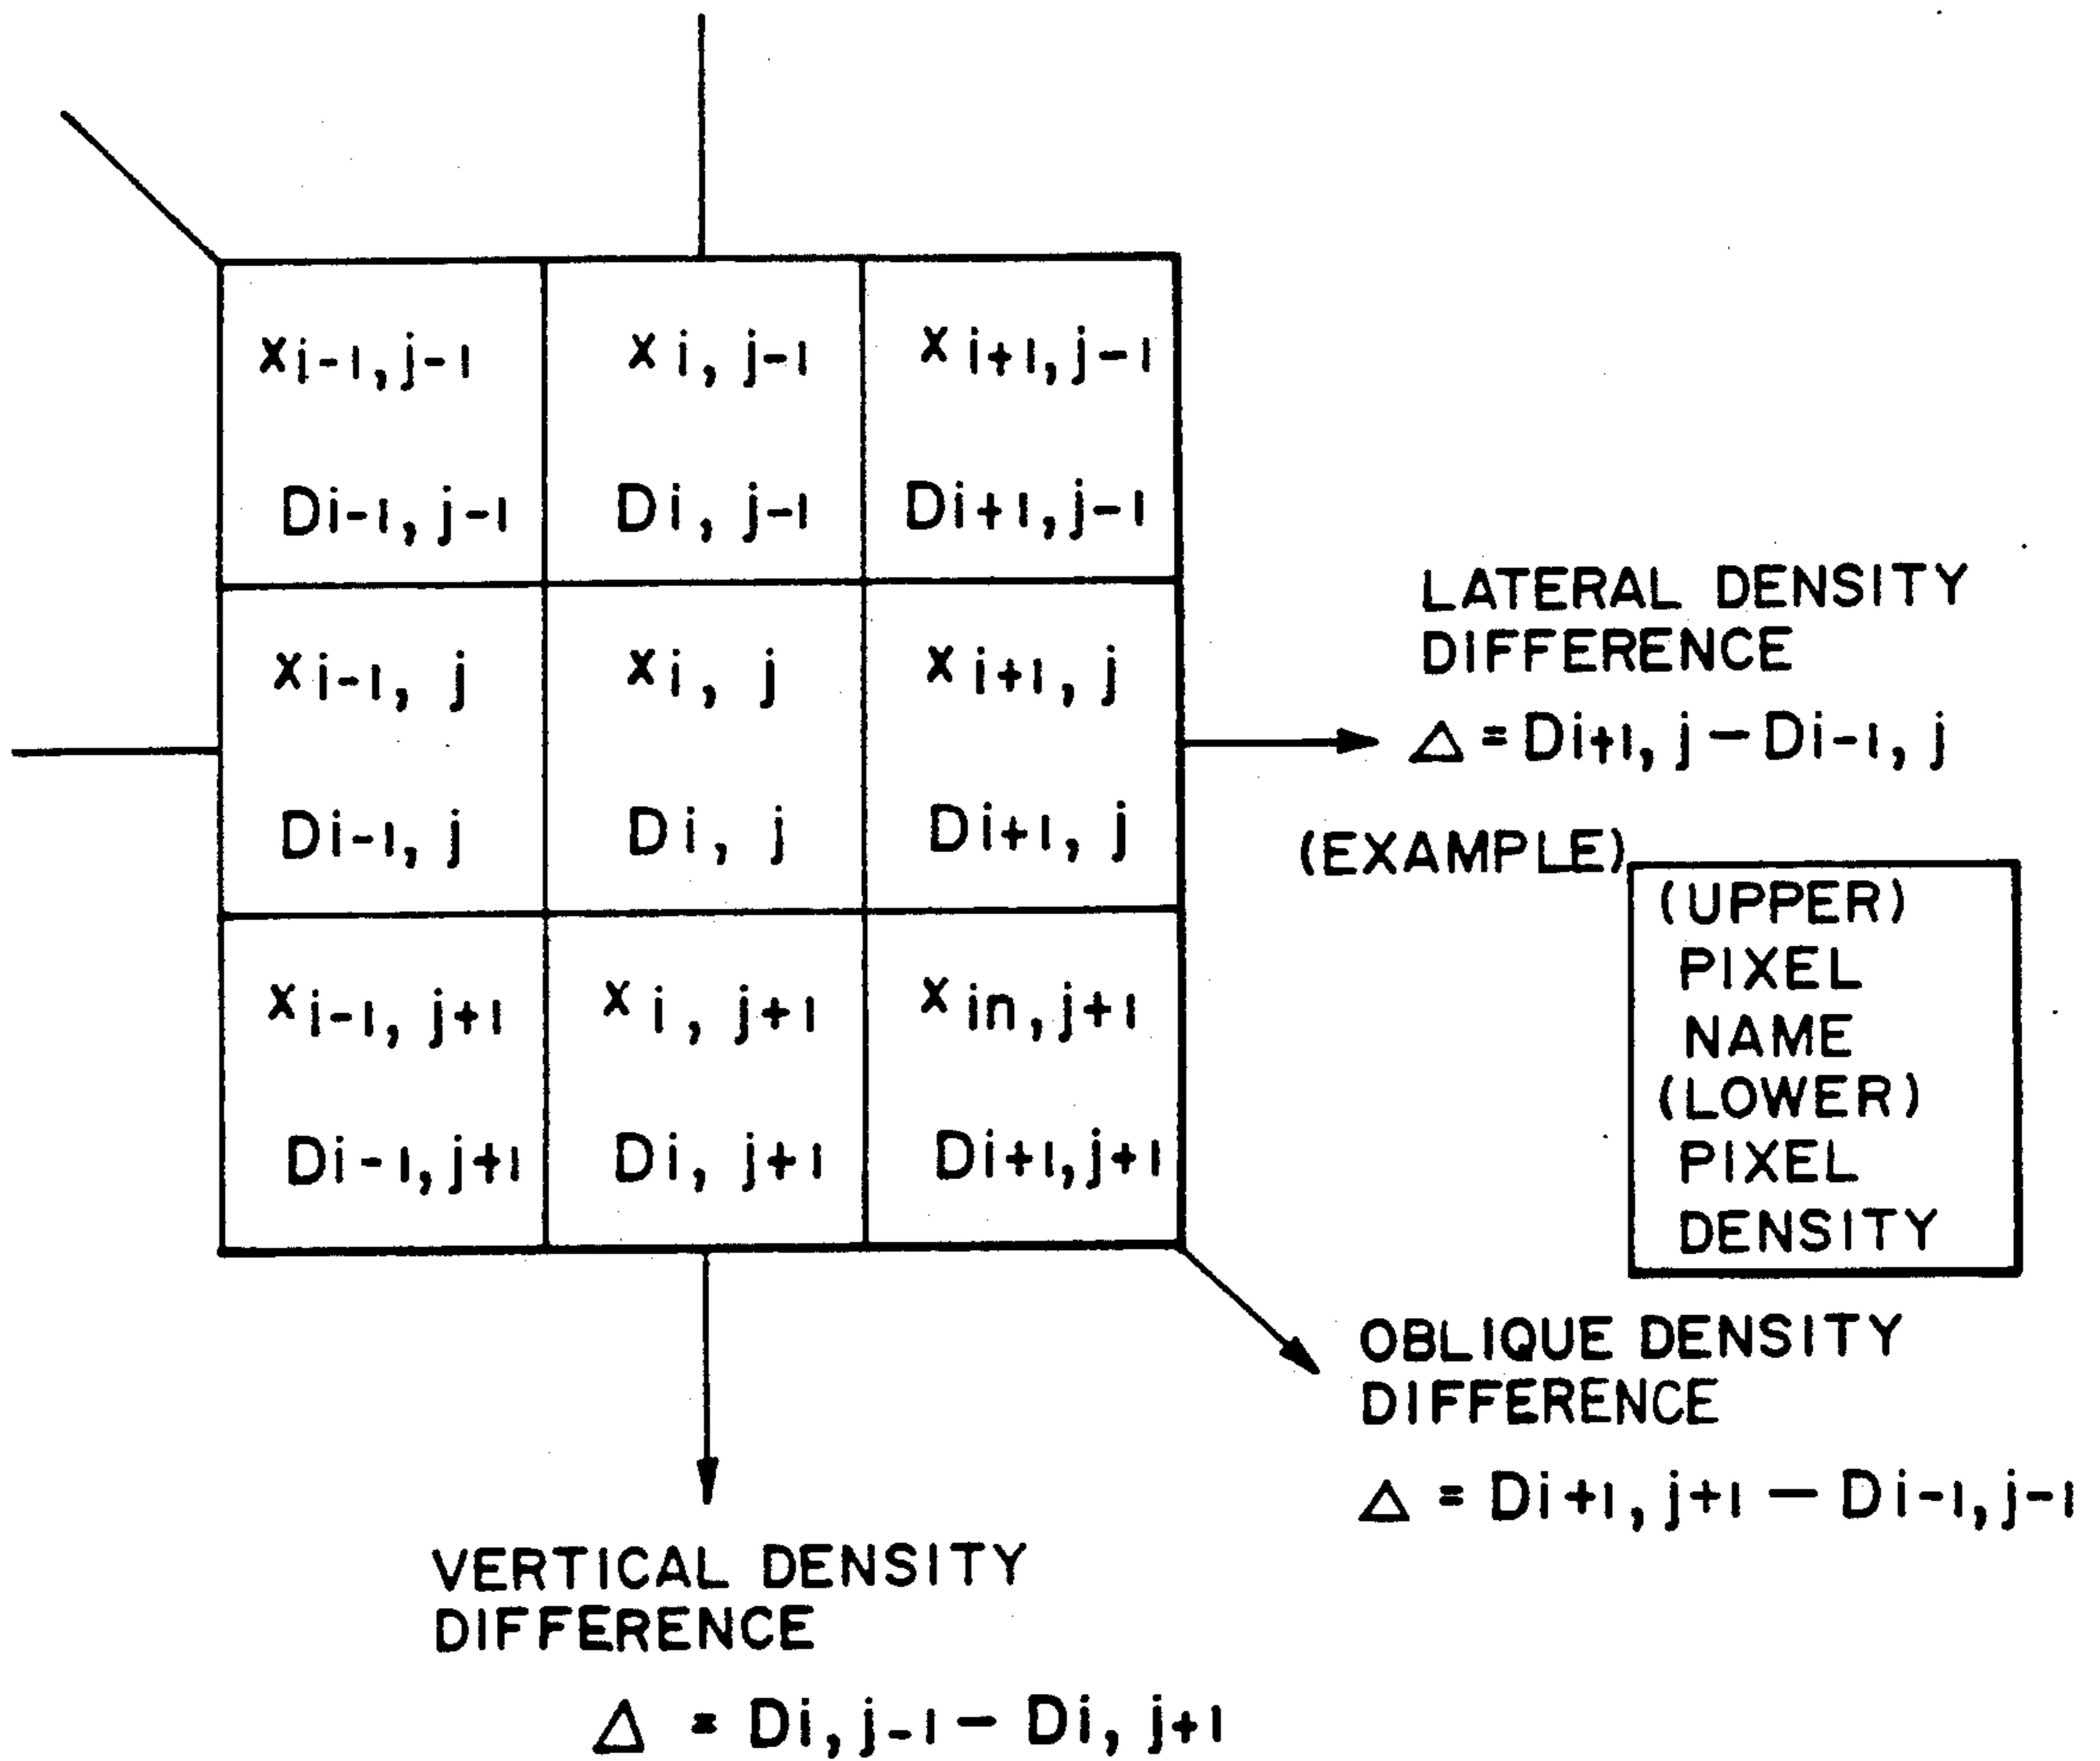 xi-1, j-1
xi, j-1
xi+1, j-1
Di-1, j-1
Di, j-1
Di+1, j-1
xi-1, j
xi, j
xi+1, j
Di-1, j
Di, j
Di+1, j
xi-1, j+1
xi, j+1
xin, j+1
Di-1, j+1
Di, j+1
Di+1, j+1
LATERAL DENSITY
DIFFERENCE
△ = Di+1, j − Di-1, j
(EXAMPLE)
(UPPER)
PIXEL
NAME
(LOWER)
PIXEL
DENSITY
OBLIQUE DENSITY
DIFFERENCE
△ = Di+1, j+1 − Di-1, j-1
VERTICAL DENSITY
DIFFERENCE
△ = Di, j-1 − Di, j+1